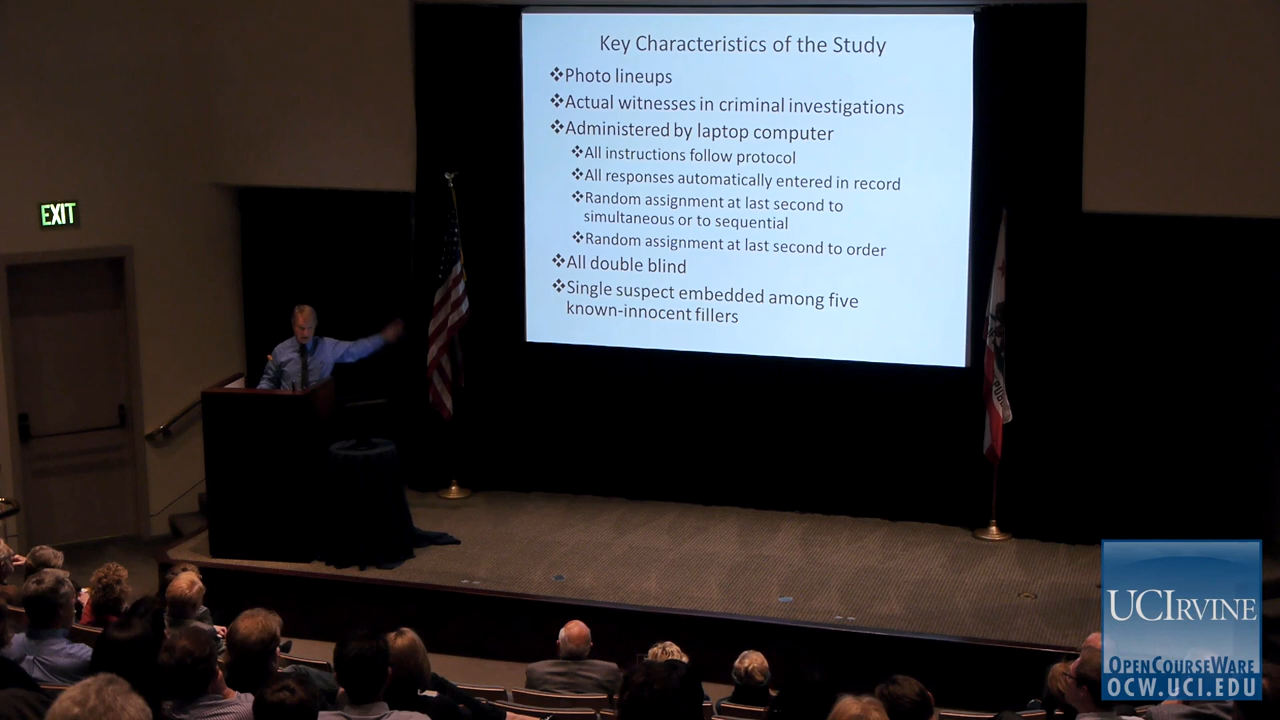 Key Characteristics of the Study
❖Photo lineups
❖Actual witnesses in criminal investigations
❖Administered by laptop computer
❖All instructions follow protocol
❖All responses automatically entered in record
❖Random assignment at last second to
simultaneous or to sequential
❖Random assignment at last second to order
❖All double blind
❖Single suspect embedded among five
known-innocent fillers
EXIT
UCIRVINE
OPENCOURSEWARE
OCW.UCI.EDU